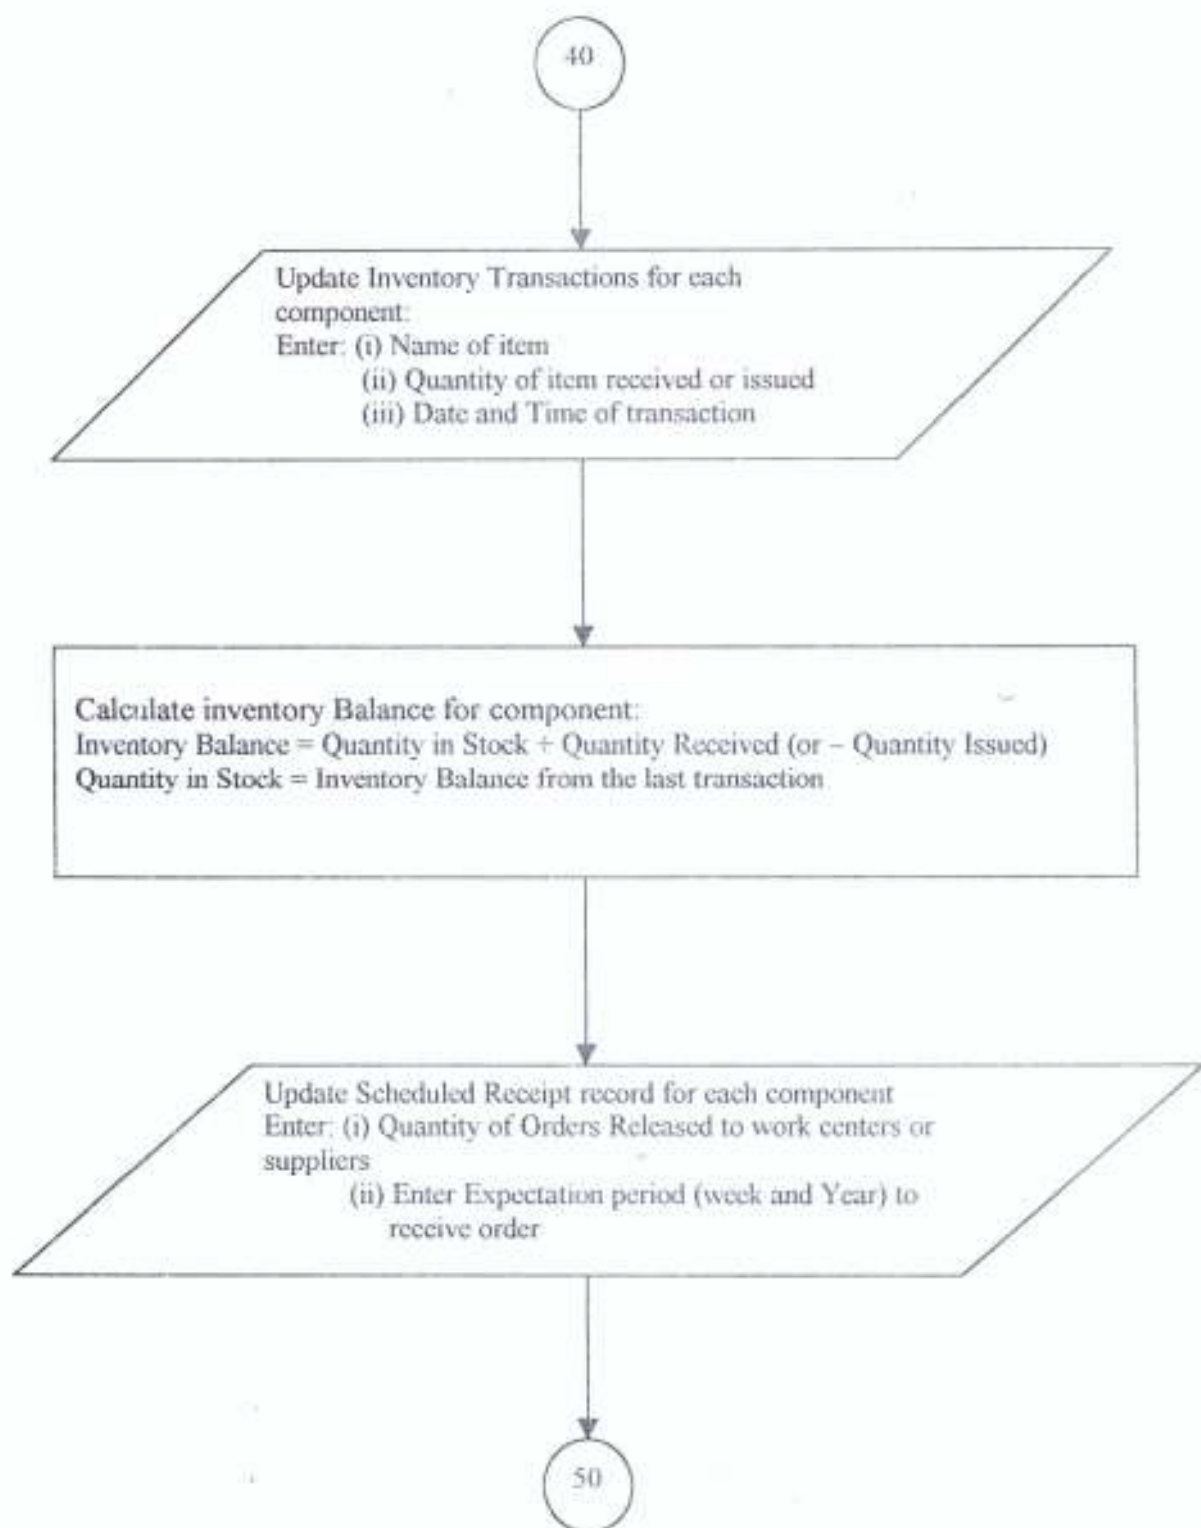 40
Update Inventory Transactions for each
component:
Enter: (i) Name of item
(ii) Quantity of item received or issued
(iii) Date and Time of transaction
Calculate inventory Balance for component:
Inventory Balance = Quantity in Stock + Quantity Received (or – Quantity Issued)
Quantity in Stock = Inventory Balance from the last transaction
Update Scheduled Receipt record for each component
Enter: (i) Quantity of Orders Released to work centers or
suppliers
(ii) Enter Expectation period (week and Year) to
receive order
50